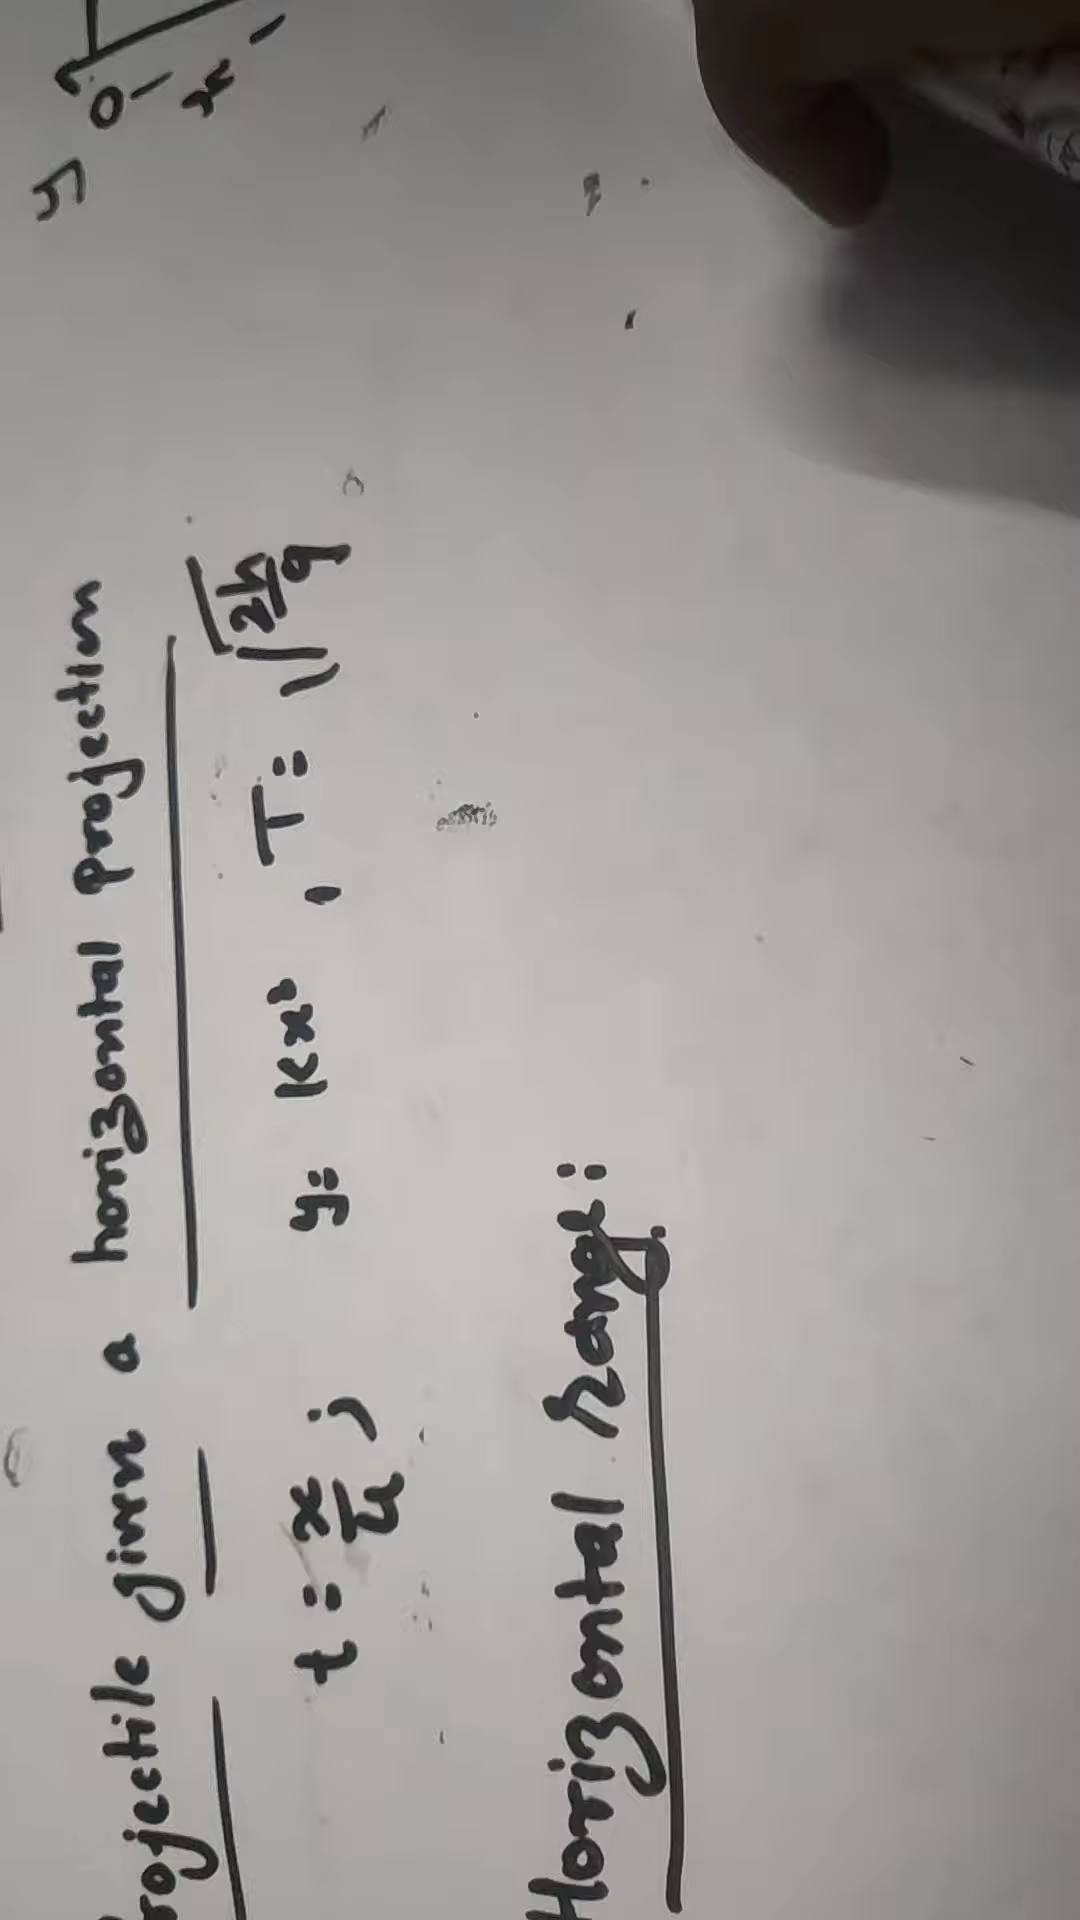 y
O
x
rojectile given a horizontal projection
t = x/u ; y = kx² , T = √(2h/g)
Horizontal range: